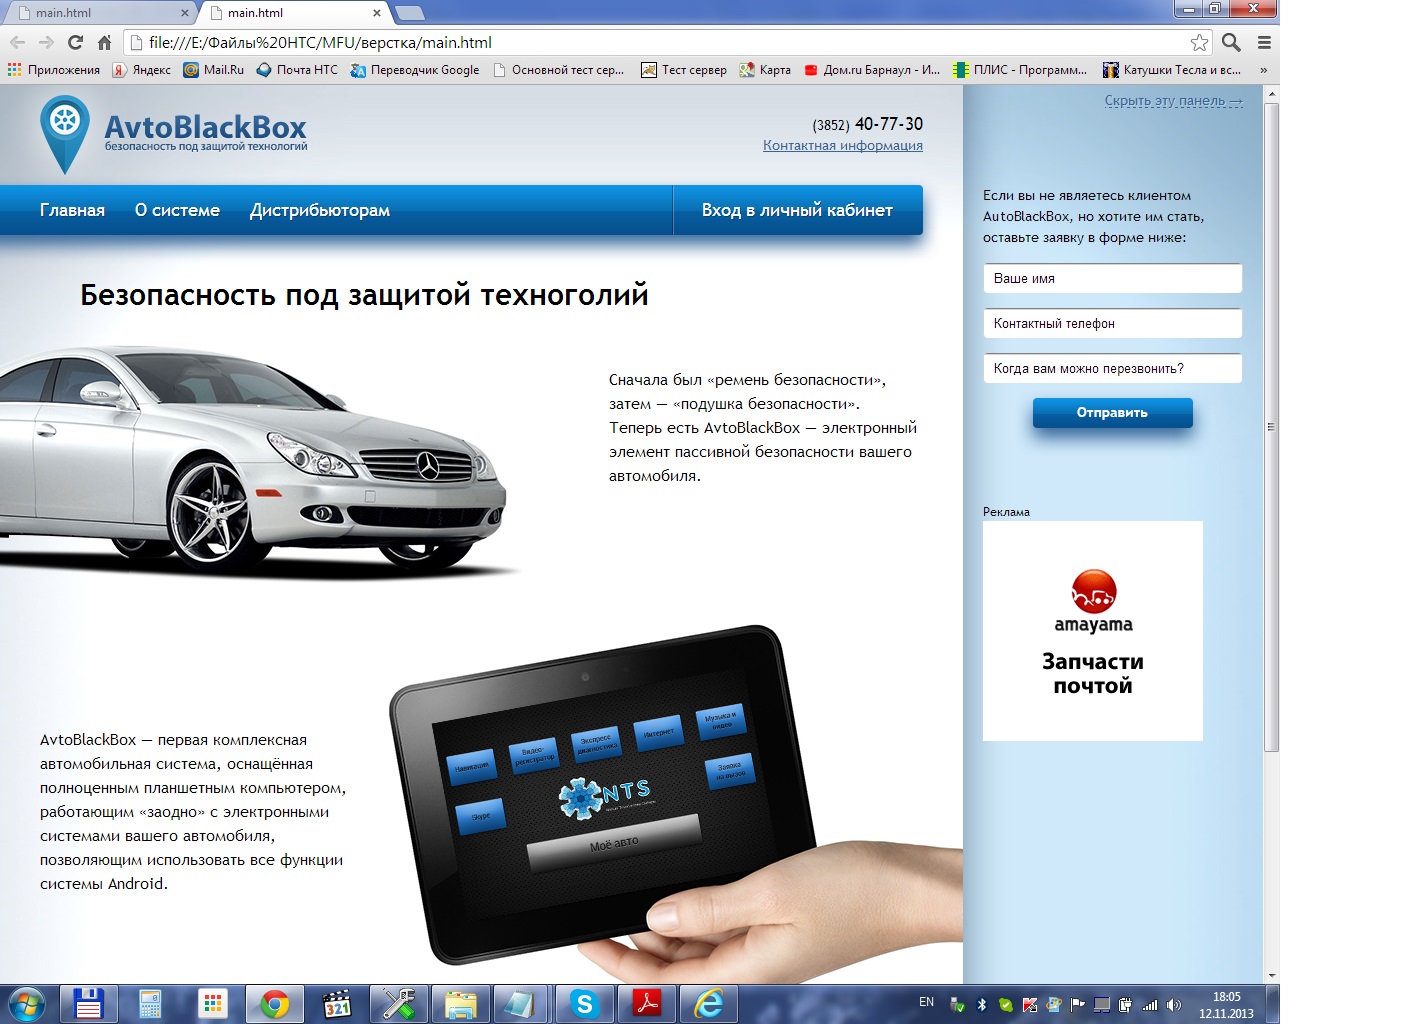 main.html
main.html
file:///E:/Файлы%20НТС/MFU/верстка/main.html
Приложения
Яндекс
Mail.Ru
Почта НТС
Переводчик Google
Основной тест сер...
Тест сервер
Карта
Дом.ru Барнаул - И...
ПЛИС - Программ...
Катушки Тесла и вс...
»
AvtoBlackBox
безопасность под защитой технологий
(3852) 40-77-30
Контактная информация
Скрыть эту панель →
Главная
О системе
Дистрибьюторам
Вход в личный кабинет
Безопасность под защитой техноголий
Сначала был «ремень безопасности»,
затем — «подушка безопасности».
Теперь есть AvtoBlackBox — электронный
элемент пассивной безопасности вашего
автомобиля.
AvtoBlackBox — первая комплексная
автомобильная система, оснащённая
полноценным планшетным компьютером,
работающим «заодно» с электронными
системами вашего автомобиля,
позволяющим использовать все функции
системы Android.
Навигация
Видео-
регистратор
Экспресс
диагностика
Интернет
Музыка и
видео
Skype
NTS
Заявка
на вызов
Моё авто
Если вы не являетесь клиентом
AutoBlackBox, но хотите им стать,
оставьте заявку в форме ниже:
Ваше имя
Контактный телефон
Когда вам можно перезвонить?
Отправить
Реклама
amayama
Запчасти
почтой
321
EN
18:05
12.11.2013